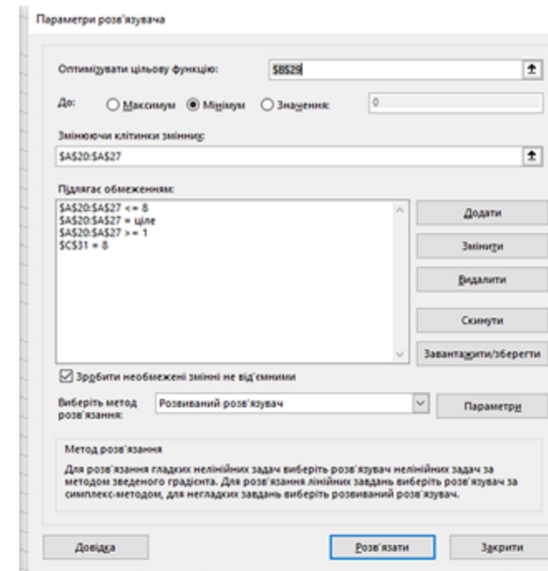 Параметри розв'язувача
Оптимізувати цільову функцію:
$B$29
До:
Максимум
Мінімум
Значення:
0
Змінюючи клітинки змінних:
$A$20:$A$27
Підлягає обмеженням:
$A$20:$A$27 <= 8
$A$20:$A$27 = ціле
$A$20:$A$27 >= 1
$C$31 = 8
Додати
Змінити
Видалити
Скинути
Завантажити/зберегти
Зробити необмежені змінні не від'ємними
Виберіть метод
розв'язання:
Розвиваний розв'язувач
Параметри
Метод розв'язання
Для розв'язання гладких нелінійних задач виберіть розв'язувач нелінійних задач за
методом зведеного градієнта. Для розв'язання лінійних завдань виберіть розв'язувач за
симплекс-методом, для негладких завдань виберіть розвиваний розв'язувач.
Довідка
Розв'язати
Закрити